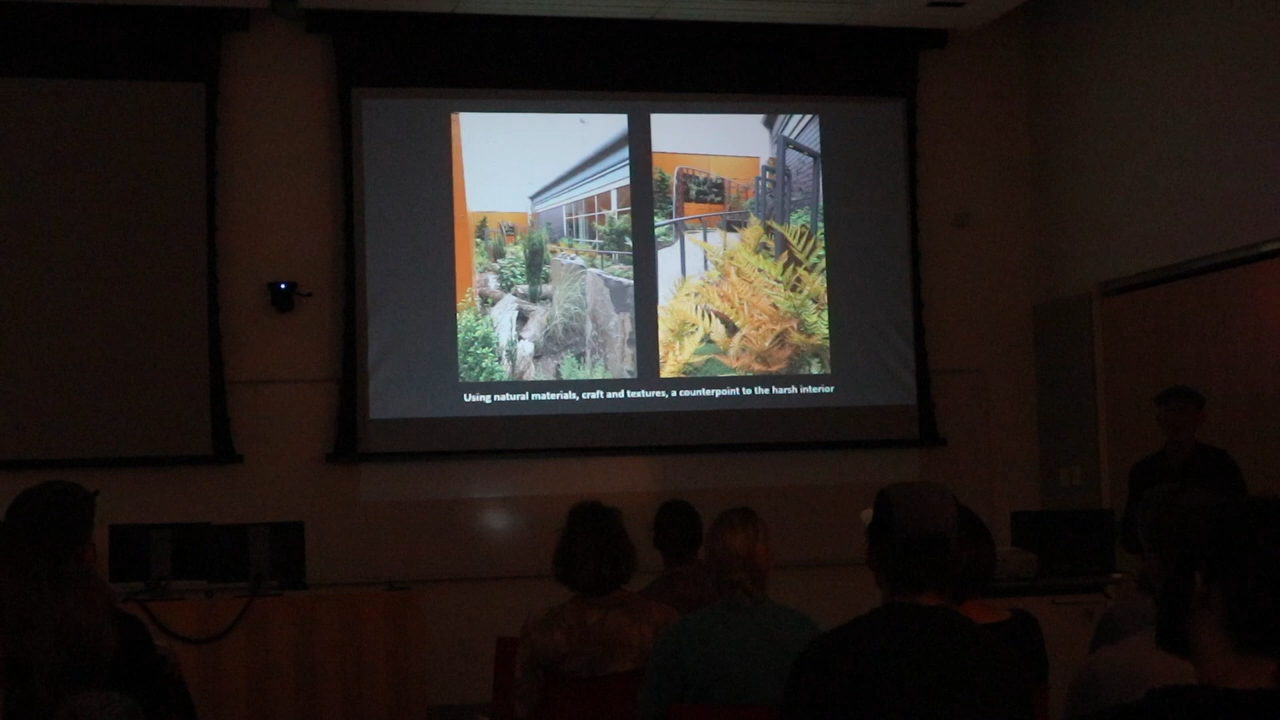 Using natural materials, craft and textures, a counterpoint to the harsh interior